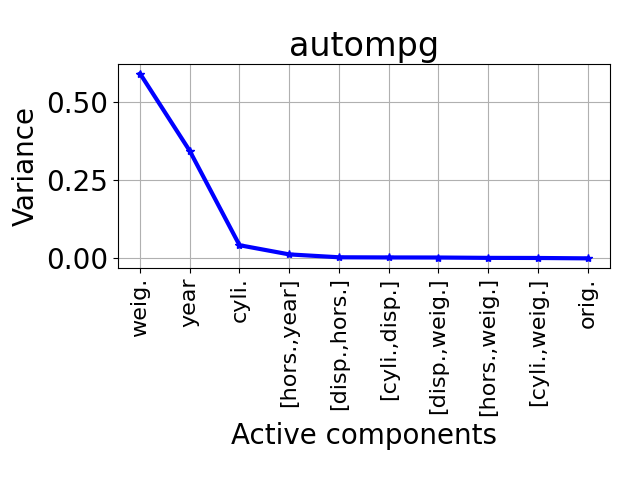 autompg
Variance
0.50
0.25
0.00
weig.
year
cyli.
[hors.,year]
[disp.,hors.]
[cyli.,disp.]
[disp.,weig.]
[hors.,weig.]
[cyli.,weig.]
orig.
Active components